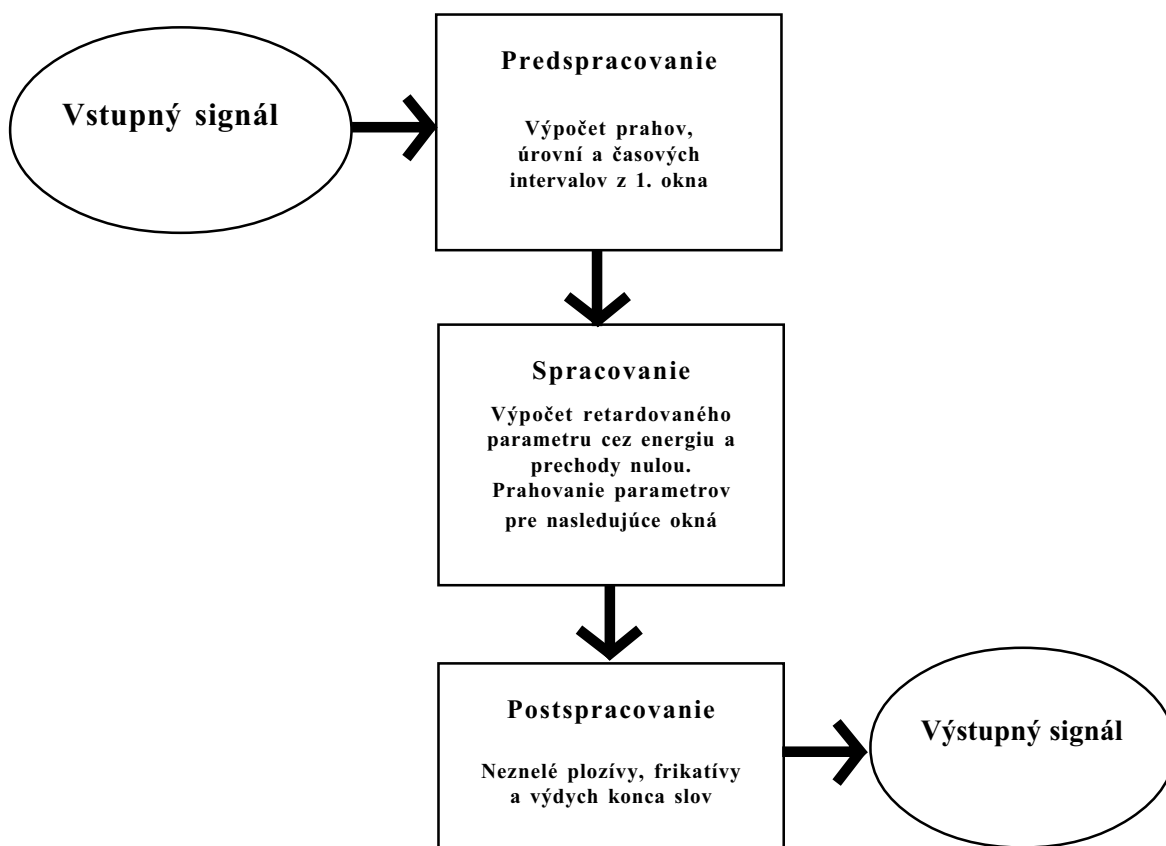 Vstupný signál
Predspracovanie
Výpočet prahov,
úrovní a časových
intervalov z 1. okna
Spracovanie
Výpočet retardovaného
parametru cez energiu a
prechody nulou.
Prahovanie parametrov
pre nasledujúce okná
Postspracovanie
Neznelé plozívy, frikatívy
a výdych konca slov
Výstupný signál